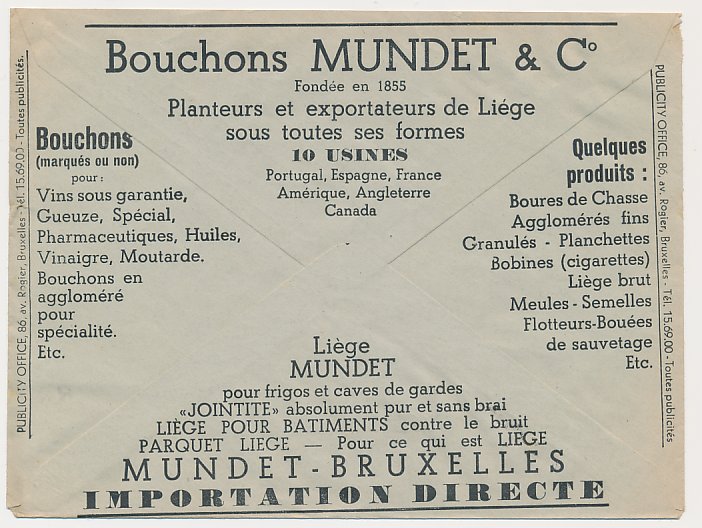 Bouchons MUNDET & Cº
Fondée en 1855
Planteurs et exportateurs de Liége
sous toutes ses formes
10 USINES
Portugal, Espagne, France
Amérique, Angleterre
Canada
Bouchons
(marqués ou non)
pour :
Vins sous garantie,
Gueuze, Spécial,
Pharmaceutiques, Huiles,
Vinaigre, Moutarde.
Bouchons en
aggloméré
pour
spécialité.
Etc.
Quelques
produits :
Boures de Chasse
Agglomérés fins
Granulés - Planchettes
Bobines (cigarettes)
Liège brut
Meules - Semelles
Flotteurs-Bouées
de sauvetage
Etc.
Liège
MUNDET
pour frigos et caves de gardes
«JOINTITE» absolument pur et sans brai
LIÈGE POUR BATIMENTS contre le bruit
PARQUET LIEGE — Pour ce qui est LIEGE
MUNDET-BRUXELLES
IMPORTATION DIRECTE
PUBLICITY OFFICE, 86, av. Rogier, Bruxelles - Tél. 15.69.00 - Toutes publicités.
PUBLICITY OFFICE, 86, av. Rogier, Bruxelles - Tél. 15.69.00 - Toutes publicités